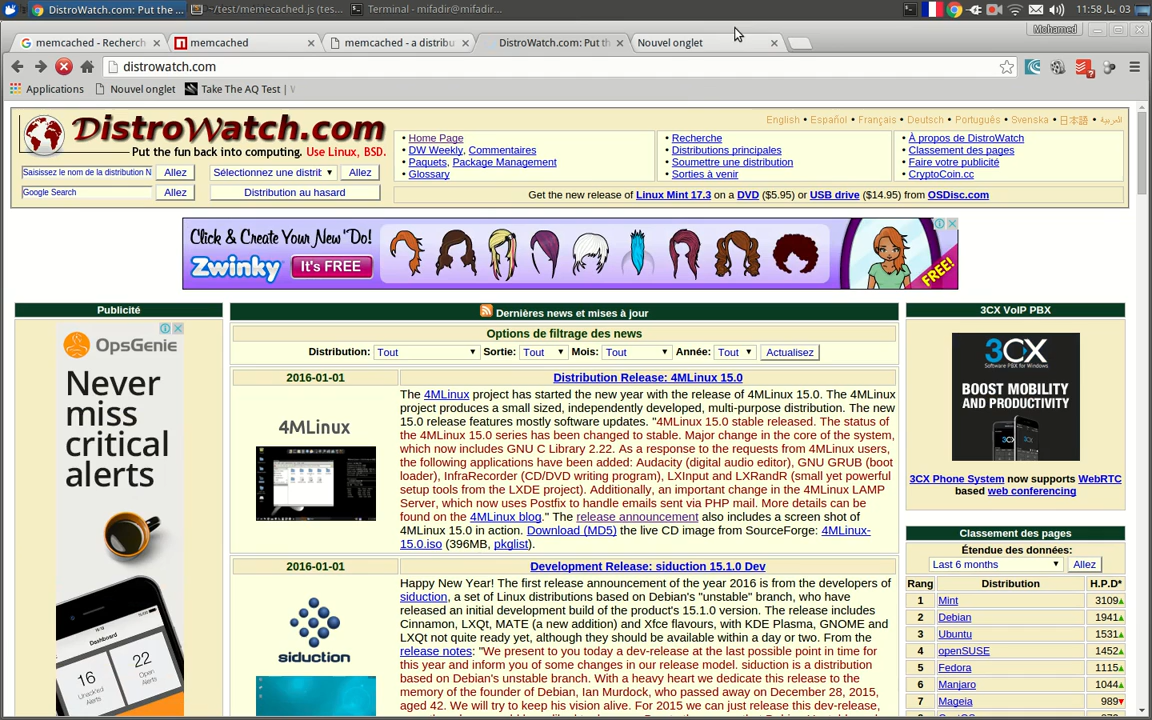 DistroWatch.com: Put the ...
~/test/memecached.js (tes...
Terminal - mifadir@mifadir...
11:58 يناير 03
Mohamed
memcached - Recherch
memcached
memcached - a distribu
DistroWatch.com: Put th
Nouvel onglet
distrowatch.com
Applications
Nouvel onglet
Take The AQ Test |
DistroWatch.com
Put the fun back into computing. Use Linux, BSD.
English • Español • Français • Deutsch • Português • Svenska • 日本語 • العربية
• Home Page
• DW Weekly, Commentaires
• Paquets, Package Management
• Glossary
• Recherche
• Distributions principales
• Soumettre une distribution
• Sorties à venir
• À propos de DistroWatch
• Classement des pages
• Faire votre publicité
• CryptoCoin.cc
Saisissez le nom de la distribution N
Allez
Sélectionnez une distrib
Allez
Google Search
Allez
Distribution au hasard
Get the new release of Linux Mint 17.3 on a DVD ($5.95) or USB drive ($14.95) from OSDisc.com
Click & Create Your New 'Do!
Zwinky
It's FREE
FREE!
Publicité
OpsGenie
Never
miss
critical
alerts
Dashboard
16
22
Dernières news et mises à jour
Options de filtrage des news
Distribution: Tout Sortie: Tout Mois: Tout Année: Tout Actualisez
2016-01-01
Distribution Release: 4MLinux 15.0
4MLinux
The 4MLinux project has started the new year with the release of 4MLinux 15.0. The 4MLinux
project produces a small sized, independently developed, multi-purpose distribution. The new
15.0 release features mostly software updates. "4MLinux 15.0 stable released. The status of
the 4MLinux 15.0 series has been changed to stable. Major change in the core of the system,
which now includes GNU C Library 2.22. As a response to the requests from 4MLinux users,
the following applications have been added: Audacity (digital audio editor), GNU GRUB (boot
loader), InfraRecorder (CD/DVD writing program), LXInput and LXRandR (small yet powerful
setup tools from the LXDE project). Additionally, an important change in the 4MLinux LAMP
Server, which now uses Postfix to handle emails sent via PHP mail. More details can be
found on the 4MLinux blog." The release announcement also includes a screen shot of
4MLinux 15.0 in action. Download (MD5) the live CD image from SourceForge: 4MLinux-
15.0.iso (396MB, pkglist).
2016-01-01
Development Release: siduction 15.1.0 Dev
siduction
Happy New Year! The first release announcement of the year 2016 is from the developers of
siduction, a set of Linux distributions based on Debian's "unstable" branch, who have
released an initial development build of the product's 15.1.0 version. The release includes
Cinnamon, LXQt, MATE (a new addition) and Xfce flavours, with KDE Plasma, GNOME and
LXQt not quite ready yet, although they should be available within a day or two. From the
release notes: "We present to you today a dev-release at the last possible point in time for
this year and inform you of some changes in our release model. siduction is a distribution
based on Debian's unstable branch. With a heavy heart we dedicate this release to the
memory of the founder of Debian, Ian Murdock, who passed away on December 28, 2015,
aged 42. We will try to keep his vision alive. For 2015 we can just release this dev-release,
3CX VoIP PBX
3CX
Software PBX for Windows
BOOST MOBILITY
AND PRODUCTIVITY
3CX Phone System now supports WebRTC
based web conferencing
Classement des pages
Étendue des données:
Last 6 months
Allez
Rang Distribution H.P.D*
1 Mint 3109
2 Debian 1941
3 Ubuntu 1531
4 openSUSE 1452
5 Fedora 1115
6 Manjaro 1044
7 Mageia 989